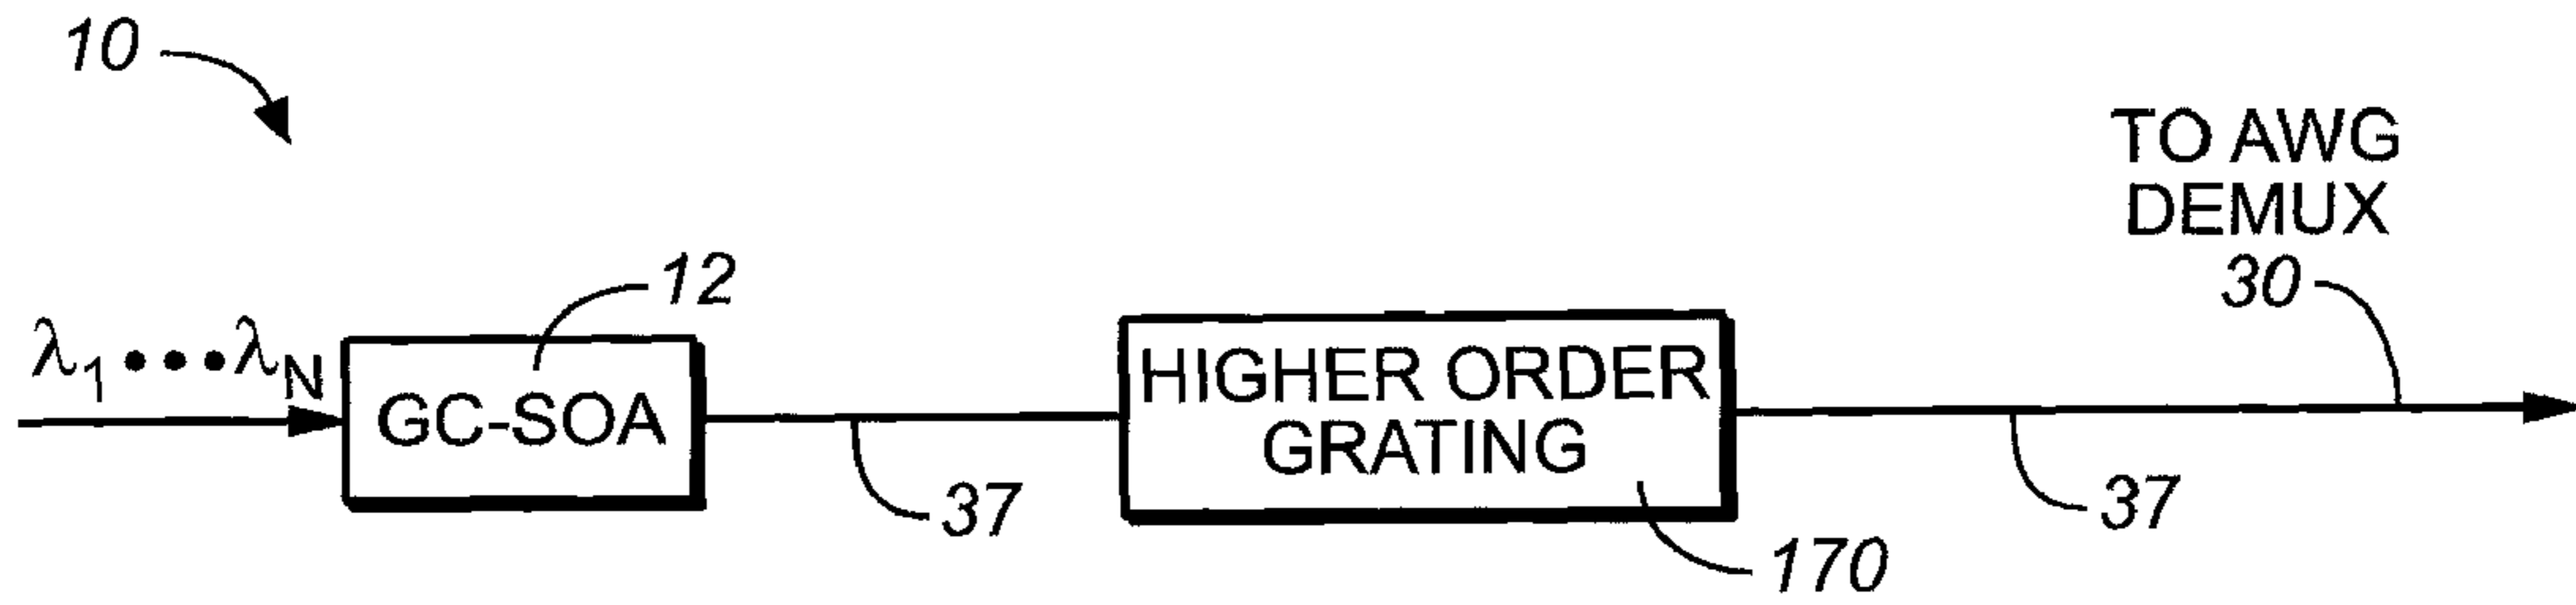 10
TO AWG
DEMUX
30
12
λ1•••λN
GC-SOA
HIGHER ORDER
GRATING
37
37
170